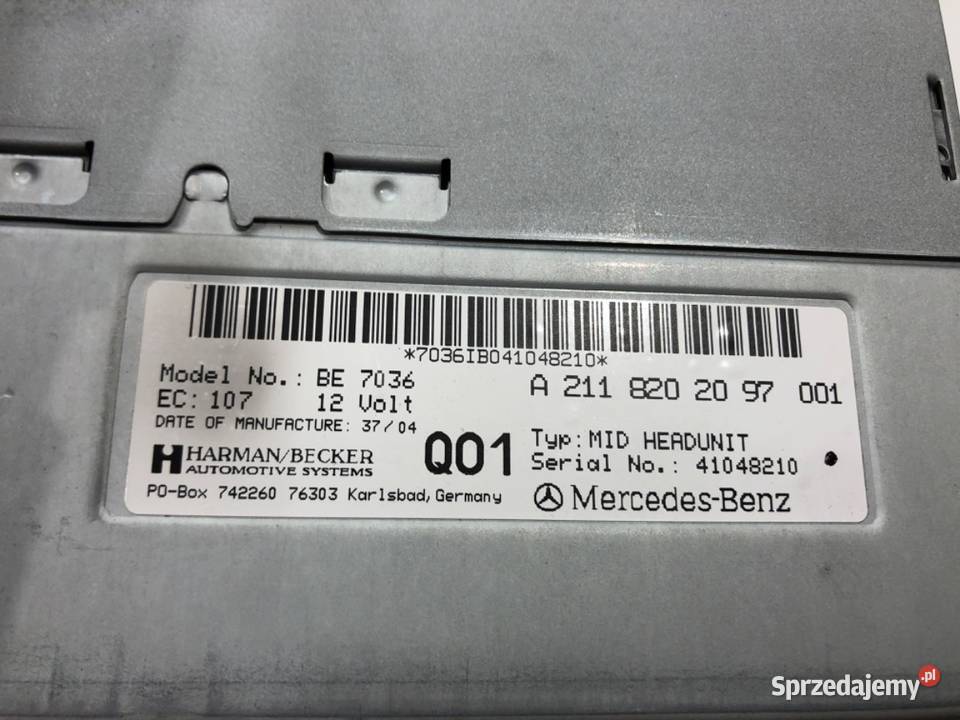 *7036IB041048210*
Model No.: BE 7036
A 211 820 20 97 001
EC: 107 12 Volt
DATE OF MANUFACTURE: 37/04
Q01
Typ: MID HEADUNIT
HARMAN/BECKER
AUTOMOTIVE SYSTEMS
Serial No.: 41048210
PO-Box 742260 76303 Karlsbad, Germany
Mercedes-Benz
Sprzedajemy.pl